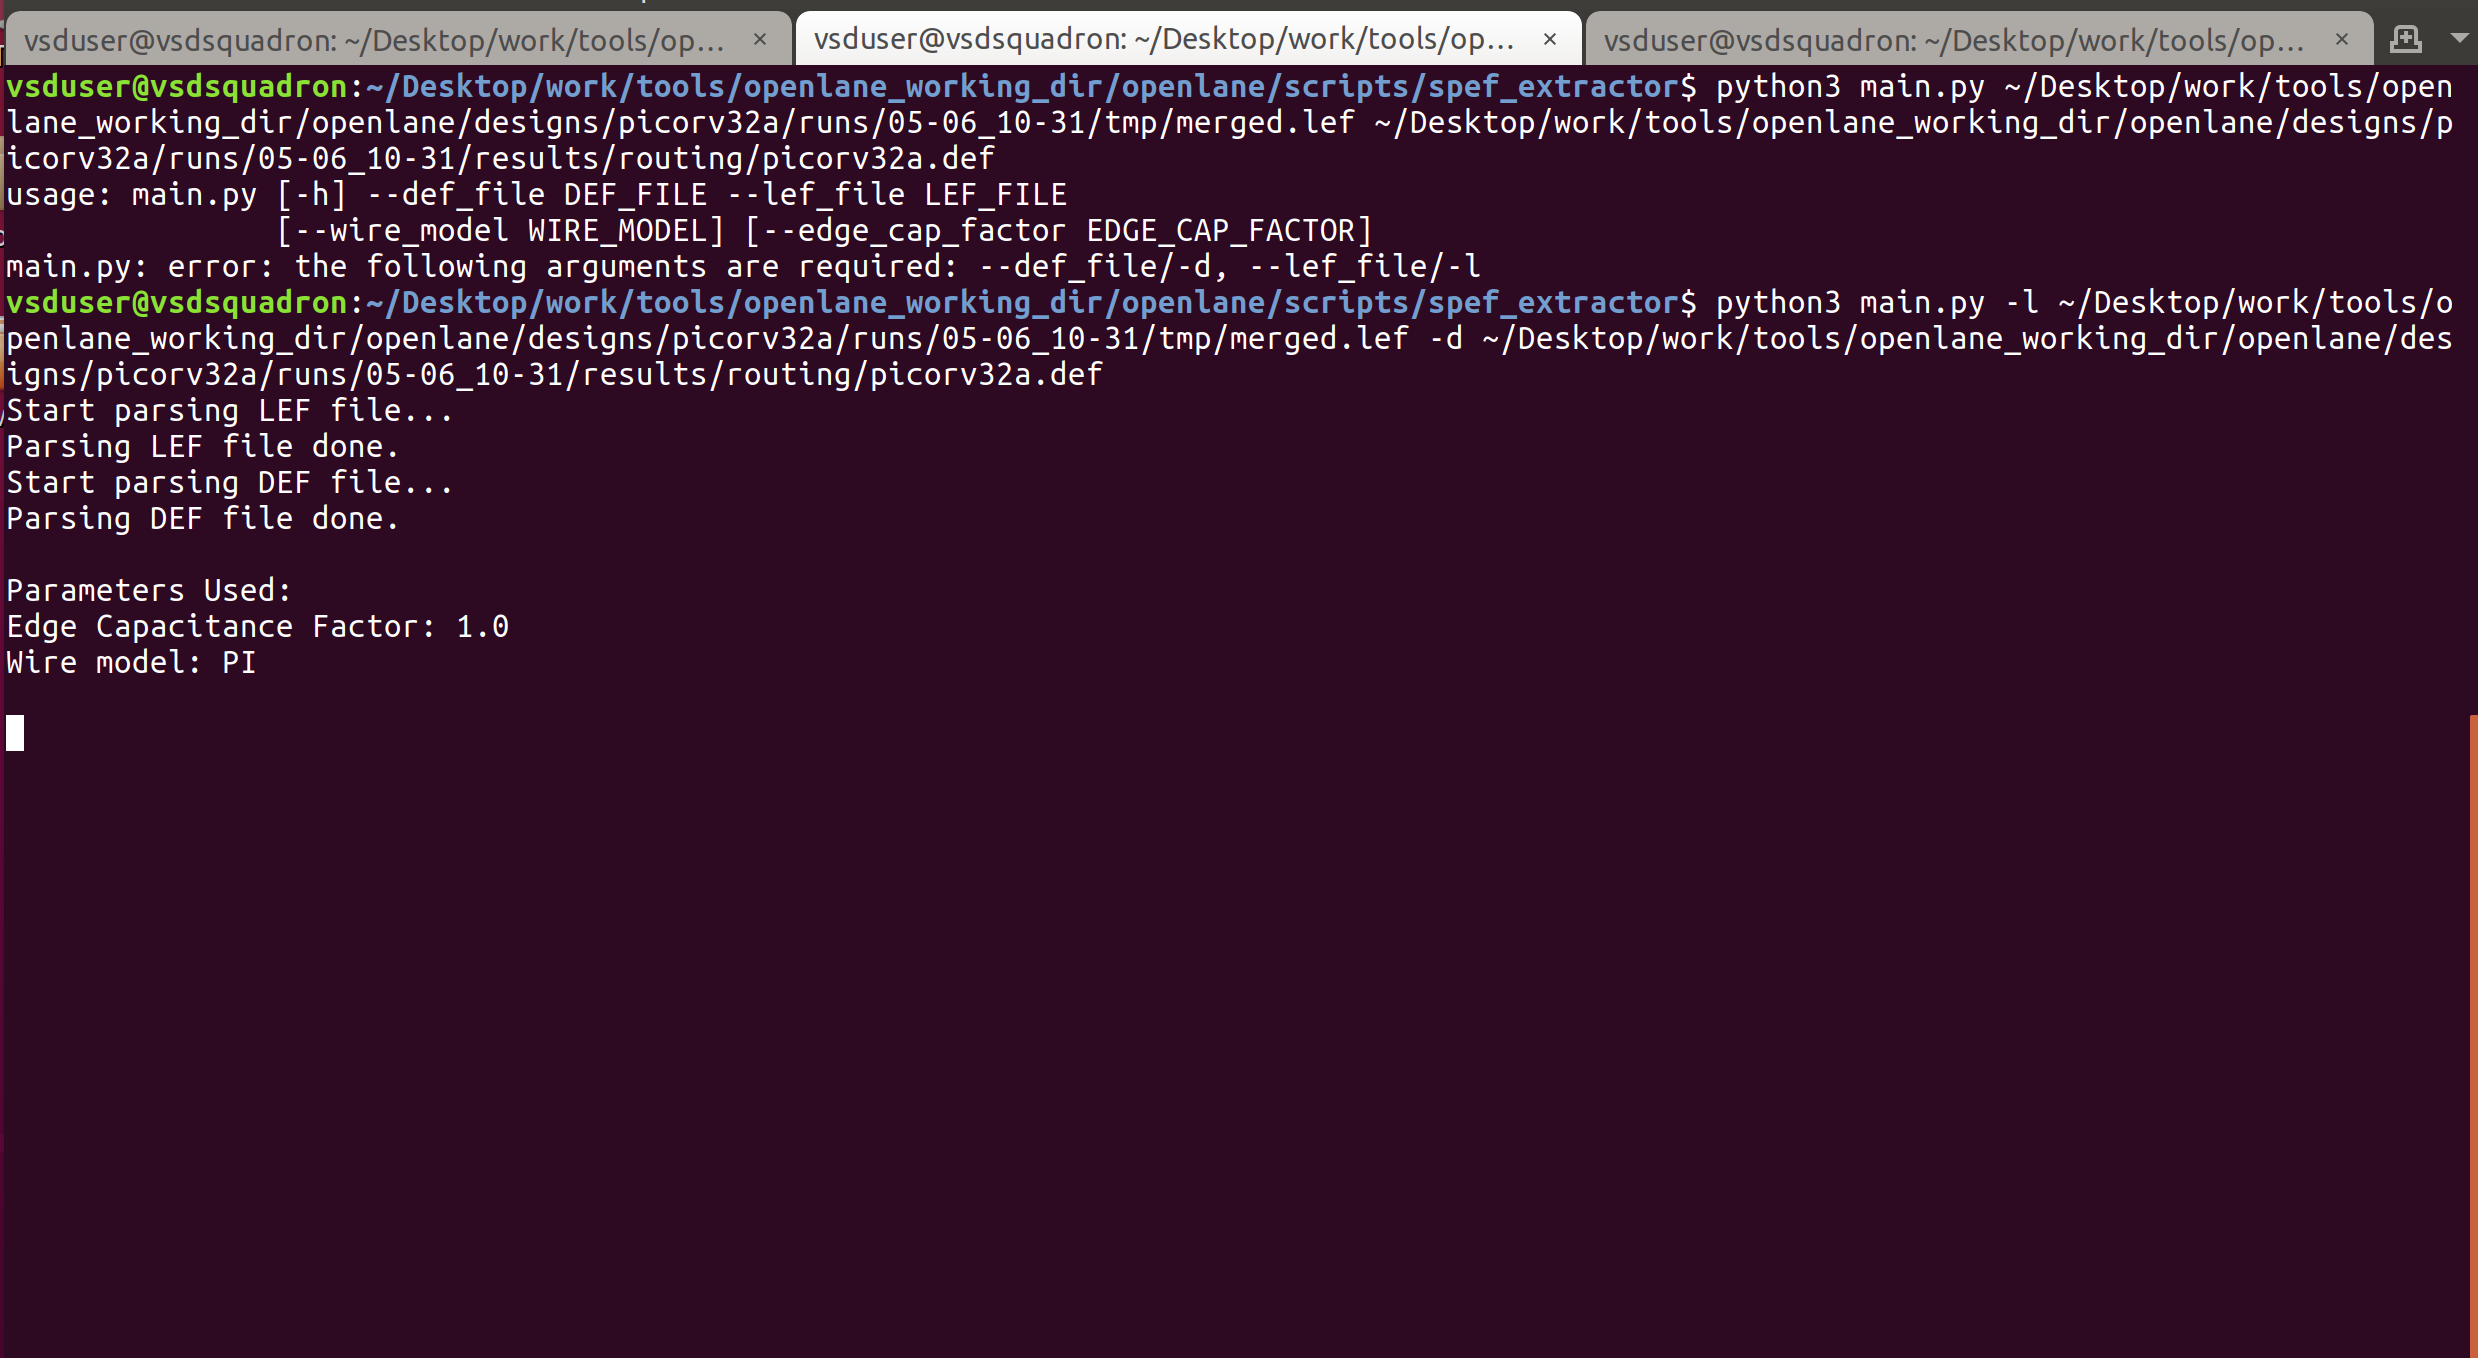 vsduser@vsdsquadron: ~/Desktop/work/tools/op... × vsduser@vsdsquadron: ~/Desktop/work/tools/op... × vsduser@vsdsquadron: ~/Desktop/work/tools/op... ×
vsduser@vsdsquadron:~/Desktop/work/tools/openlane_working_dir/openlane/scripts/spef_extractor$ python3 main.py ~/Desktop/work/tools/open
lane_working_dir/openlane/designs/picorv32a/runs/05-06_10-31/tmp/merged.lef ~/Desktop/work/tools/openlane_working_dir/openlane/designs/p
icorv32a/runs/05-06_10-31/results/routing/picorv32a.def
usage: main.py [-h] --def_file DEF_FILE --lef_file LEF_FILE
               [--wire_model WIRE_MODEL] [--edge_cap_factor EDGE_CAP_FACTOR]
main.py: error: the following arguments are required: --def_file/-d, --lef_file/-l
vsduser@vsdsquadron:~/Desktop/work/tools/openlane_working_dir/openlane/scripts/spef_extractor$ python3 main.py -l ~/Desktop/work/tools/o
penlane_working_dir/openlane/designs/picorv32a/runs/05-06_10-31/tmp/merged.lef -d ~/Desktop/work/tools/openlane_working_dir/openlane/des
igns/picorv32a/runs/05-06_10-31/results/routing/picorv32a.def
Start parsing LEF file...
Parsing LEF file done.
Start parsing DEF file...
Parsing DEF file done.
Parameters Used:
Edge Capacitance Factor: 1.0
Wire model: PI